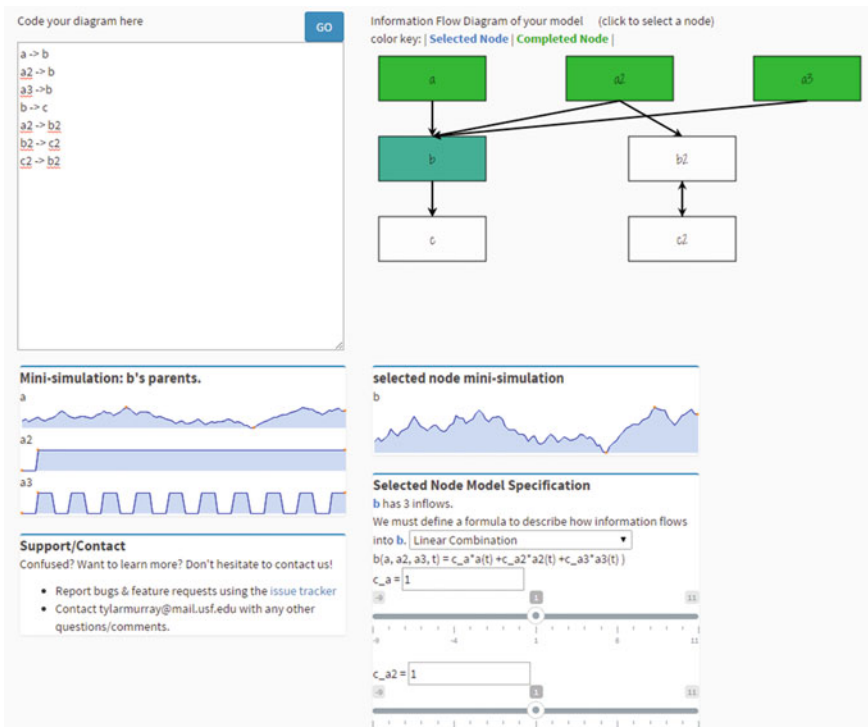 Code your diagram here
GO
a -> b
a2 -> b
a3 ->b
b -> c
a2 -> b2
b2 -> c2
c2 -> b2
Information Flow Diagram of your model (click to select a node)
color key: | Selected Node | Completed Node |
a
a2
a3
b
b2
c
c2
Mini-simulation: b's parents.
a
a2
a3
Support/Contact
Confused? Want to learn more? Don't hesitate to contact us!
• Report bugs & feature requests using the issue tracker
• Contact tylarmurray@mail.usf.edu with any other
questions/comments.
selected node mini-simulation
b
Selected Node Model Specification
b has 3 inflows.
We must define a formula to describe how information flows
into b. Linear Combination
b(a, a2, a3, t) = c_a*a(t) +c_a2*a2(t) +c_a3*a3(t) )
c_a = 1
-9 1 11
-9 -4 1 6 11
c_a2 = 1
-9 1 11